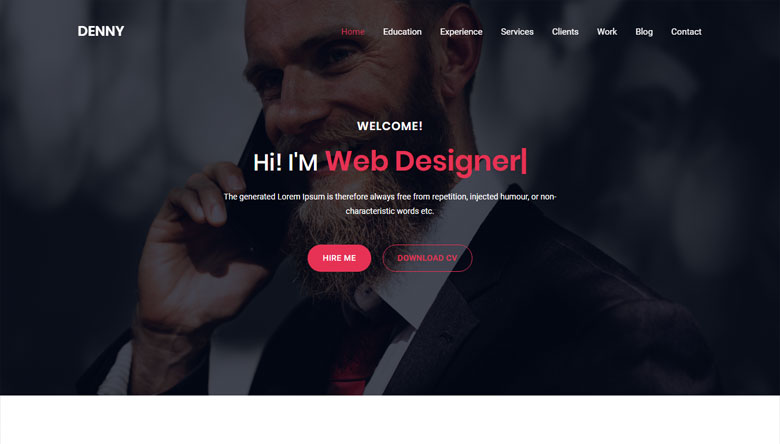 DENNY
Home Education Experience Services Clients Work Blog Contact
WELCOME!
Hi! I'M Web Designer|
The generated Lorem Ipsum is therefore always free from repetition, injected humour, or non-
characteristic words etc.
HIRE ME DOWNLOAD CV